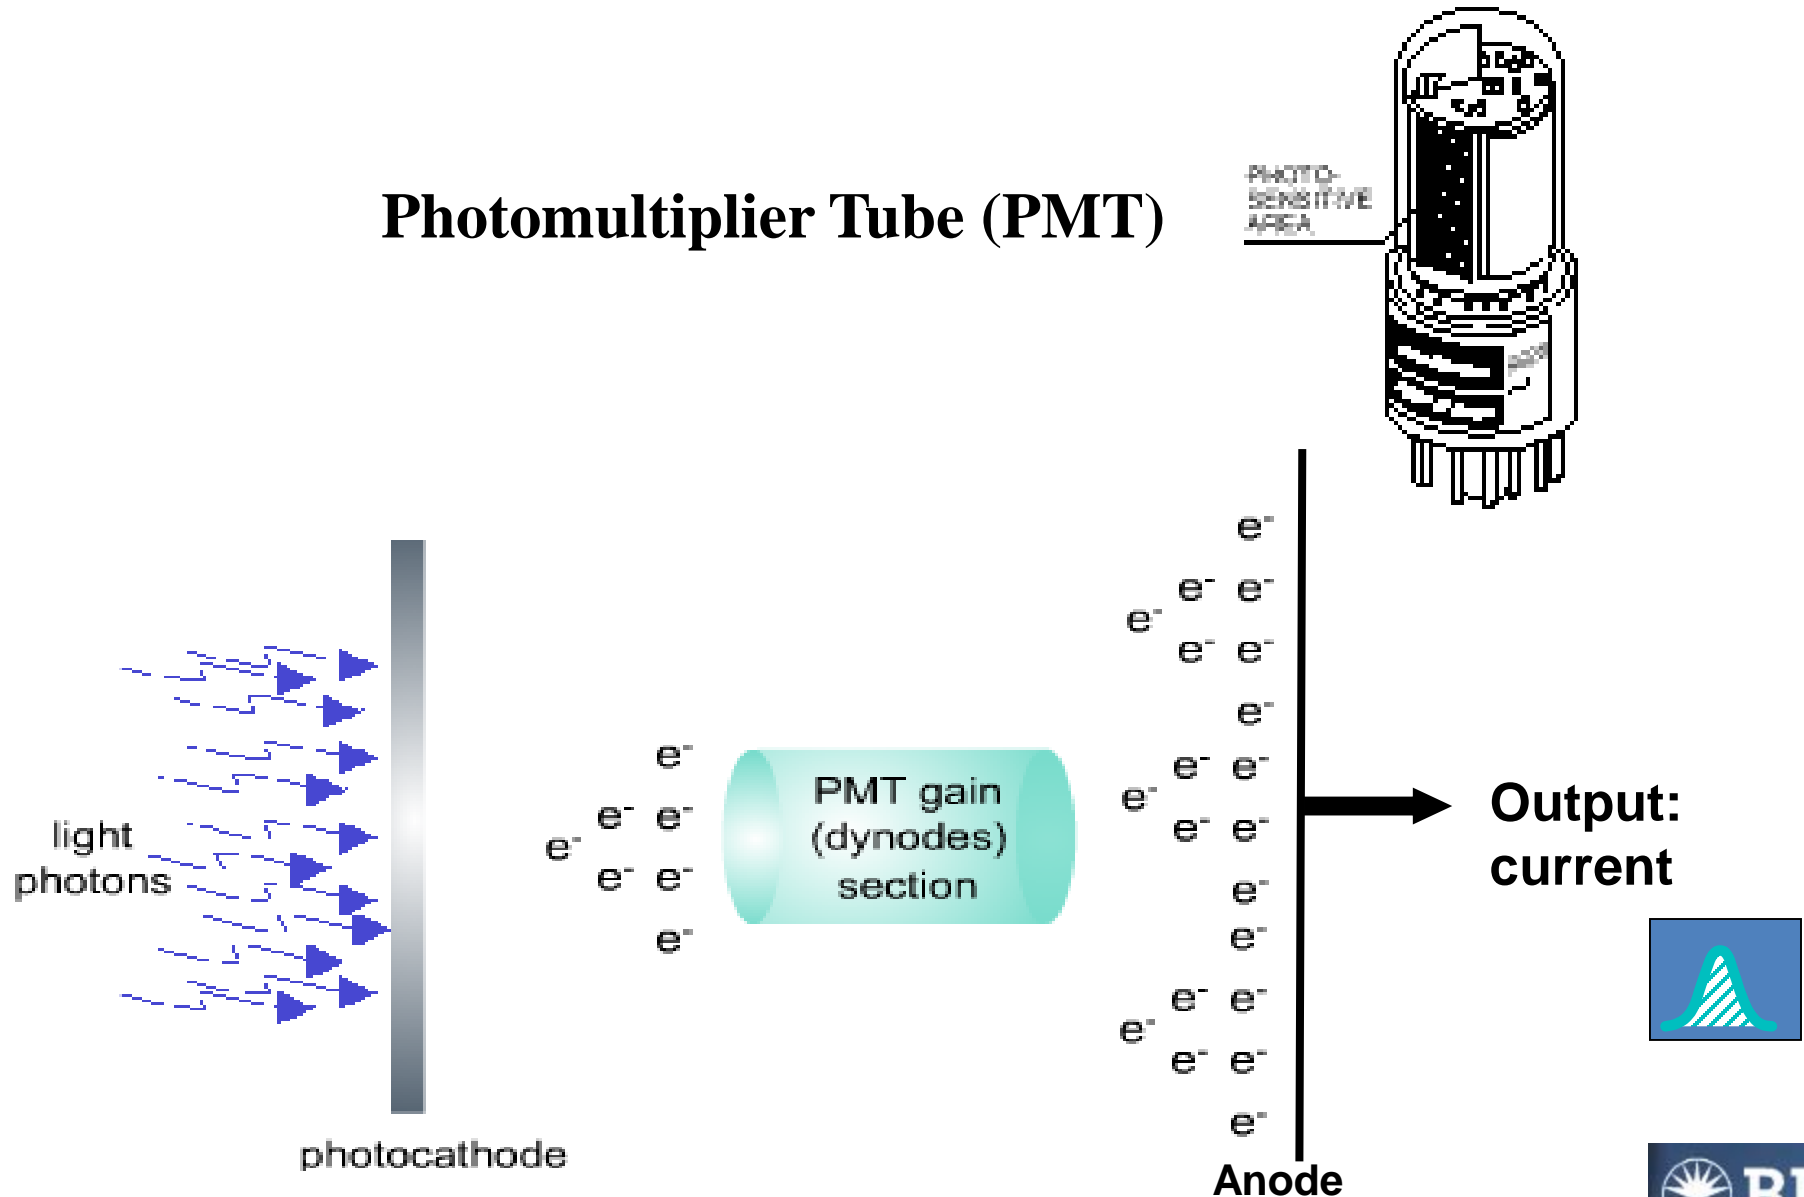 Photomultiplier Tube (PMT)
PHOTO-
SENSITIVE
AREA
light
photons
photocathode
e-
e- e-
e-
e- e-
e-
PMT gain
(dynodes)
section
e-
e- e-
e-
e- e-
e-
e- e-
e-
e- e-
e-
e-
e- e-
e-
e- e-
e-
Anode
Output:
current